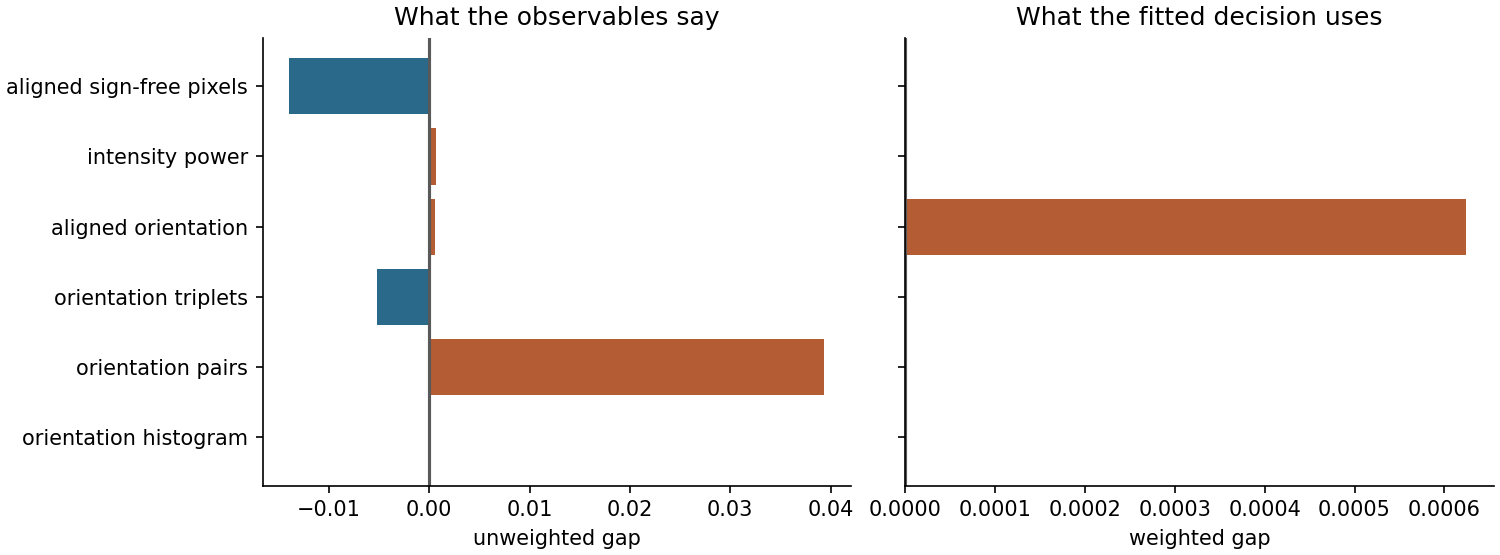 What the observables say
What the fitted decision uses
aligned sign-free pixels
intensity power
aligned orientation
orientation triplets
orientation pairs
orientation histogram
−0.01 0.00 0.01 0.02 0.03 0.04
unweighted gap
0.0000 0.0001 0.0002 0.0003 0.0004 0.0005 0.0006
weighted gap